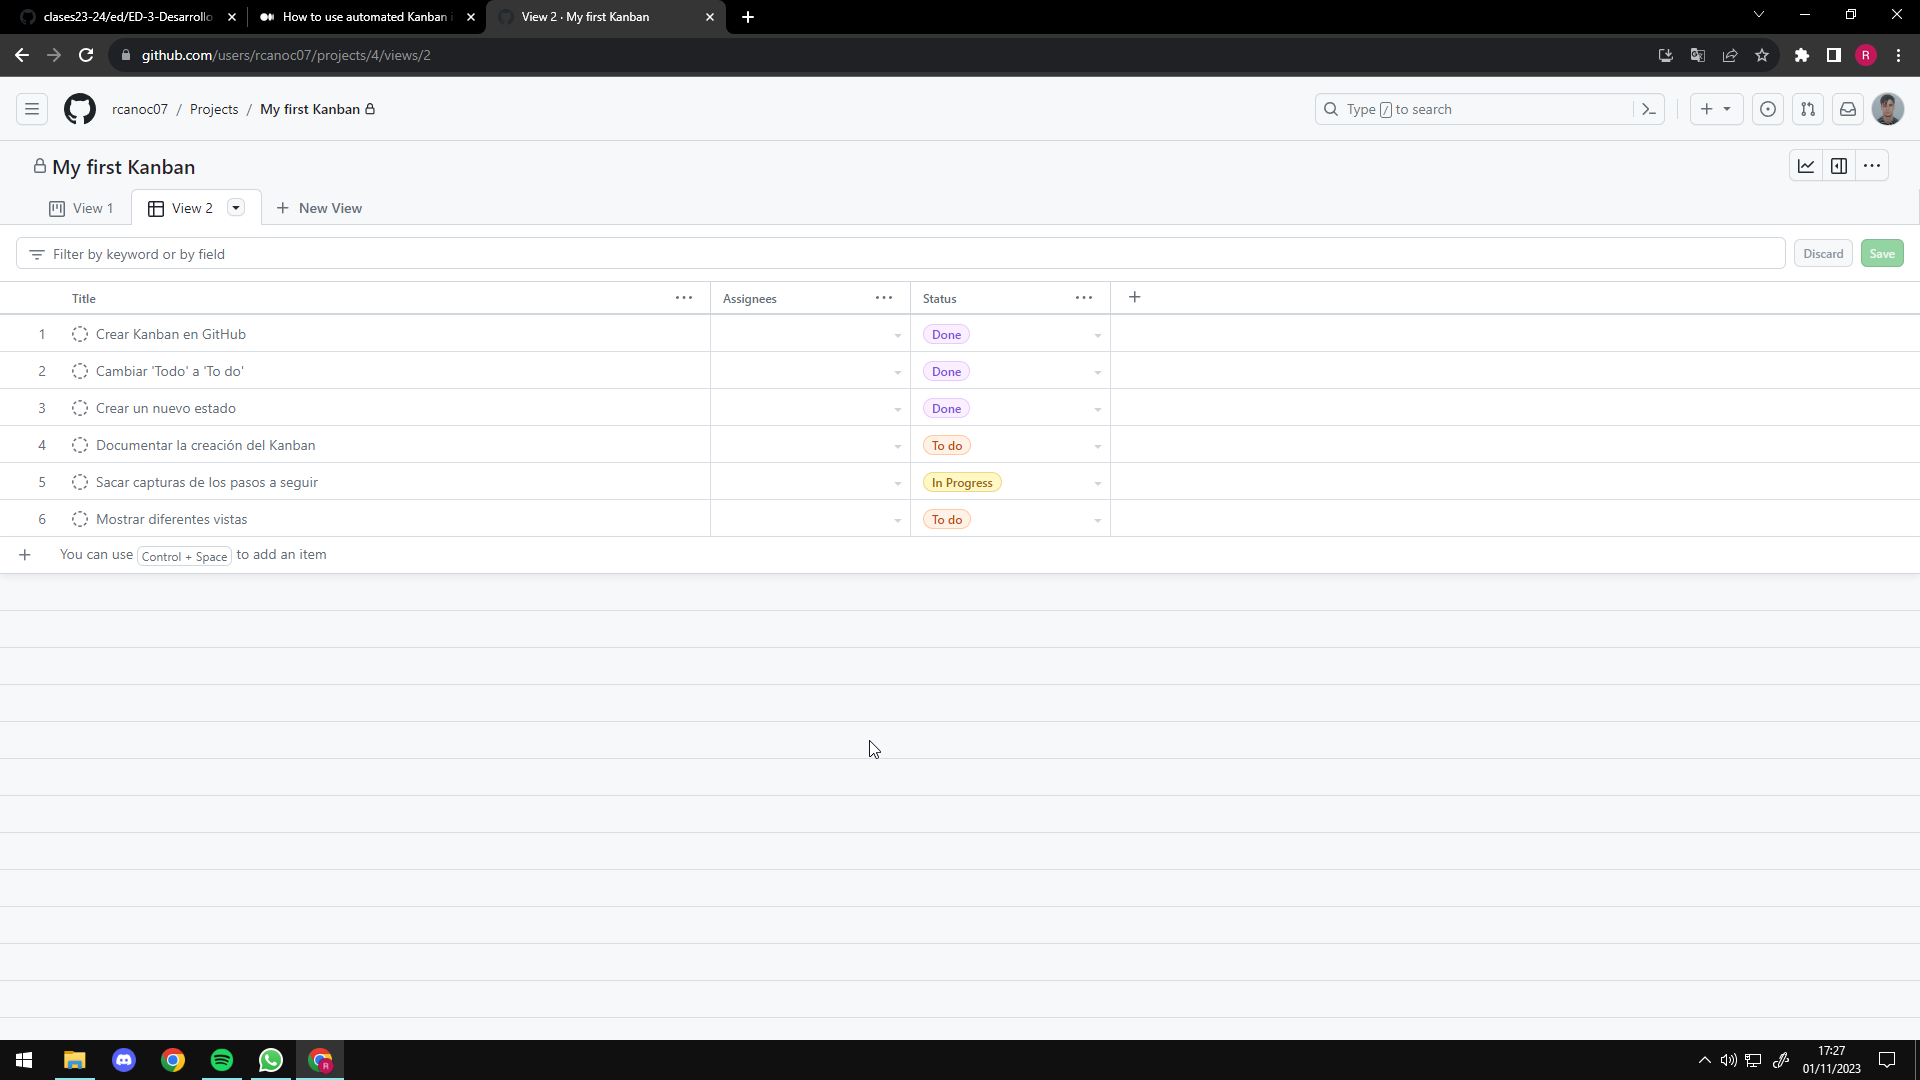 clases23-24/ed/ED-3-Desarrollo
How to use automated Kanban i
View 2 · My first Kanban
github.com/users/rcanoc07/projects/4/views/2
R
rcanoc07 / Projects / My first Kanban
Type / to search
My first Kanban
View 1
View 2
New View
Filter by keyword or by field
Discard
Save
Title
Assignees
Status
1 Crear Kanban en GitHub Done
2 Cambiar 'Todo' a 'To do' Done
3 Crear un nuevo estado Done
4 Documentar la creación del Kanban To do
5 Sacar capturas de los pasos a seguir In Progress
6 Mostrar diferentes vistas To do
You can use Control + Space to add an item
R
17:27
01/11/2023